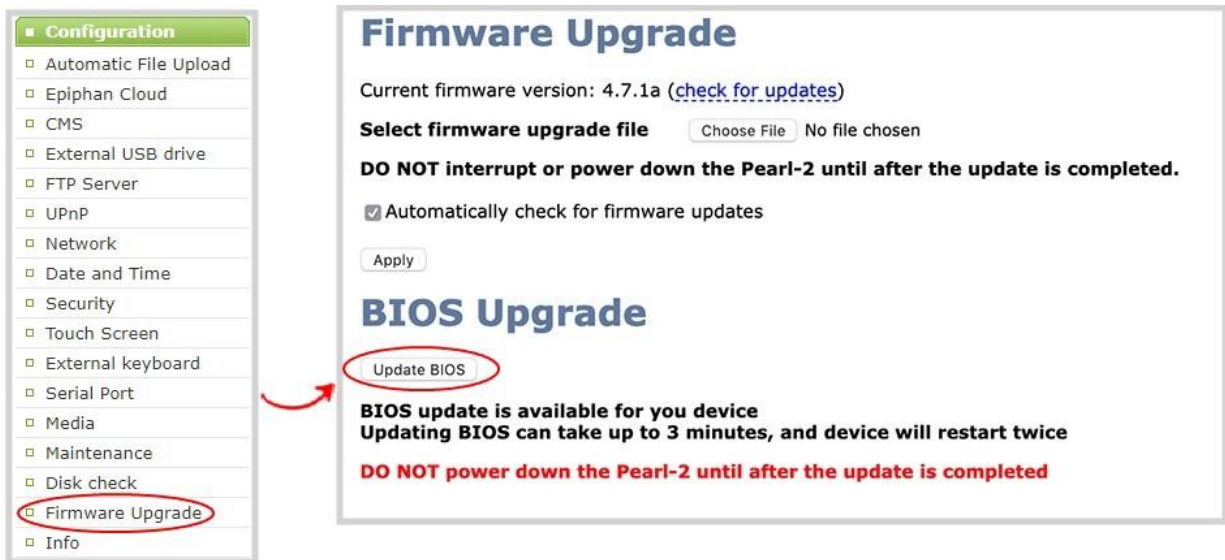 Configuration
Automatic File Upload
Epiphan Cloud
CMS
External USB drive
FTP Server
UPnP
Network
Date and Time
Security
Touch Screen
External keyboard
Serial Port
Media
Maintenance
Disk check
Firmware Upgrade
Info
Firmware Upgrade
Current firmware version: 4.7.1a (check for updates)
Select firmware upgrade file Choose File No file chosen
DO NOT interrupt or power down the Pearl-2 until after the update is completed.
Automatically check for firmware updates
Apply
BIOS Upgrade
Update BIOS
BIOS update is available for you device
Updating BIOS can take up to 3 minutes, and device will restart twice
DO NOT power down the Pearl-2 until after the update is completed